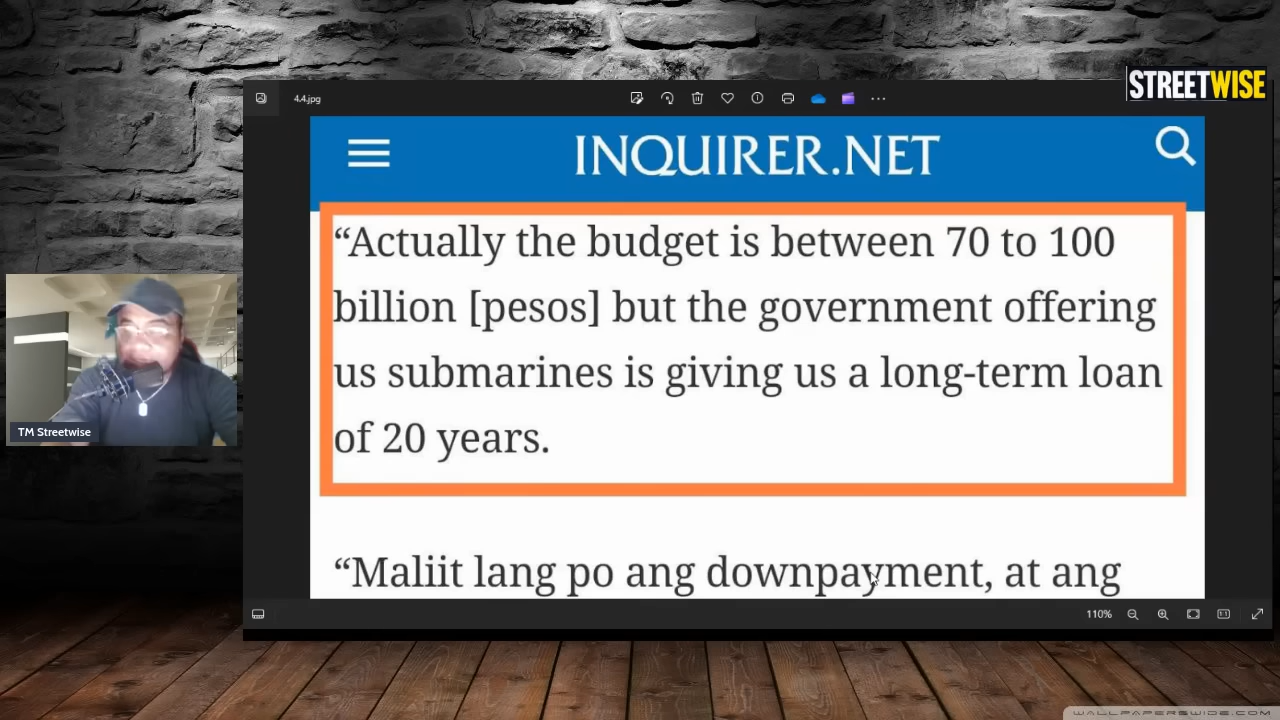 STREETWISE
4.4.jpg
INQUIRER.NET
“Actually the budget is between 70 to 100
billion [pesos] but the government offering
us submarines is giving us a long-term loan
of 20 years.
“Maliit lang po ang downpayment, at ang
TM Streetwise
110%
WALLPAPERSWIDE.COM